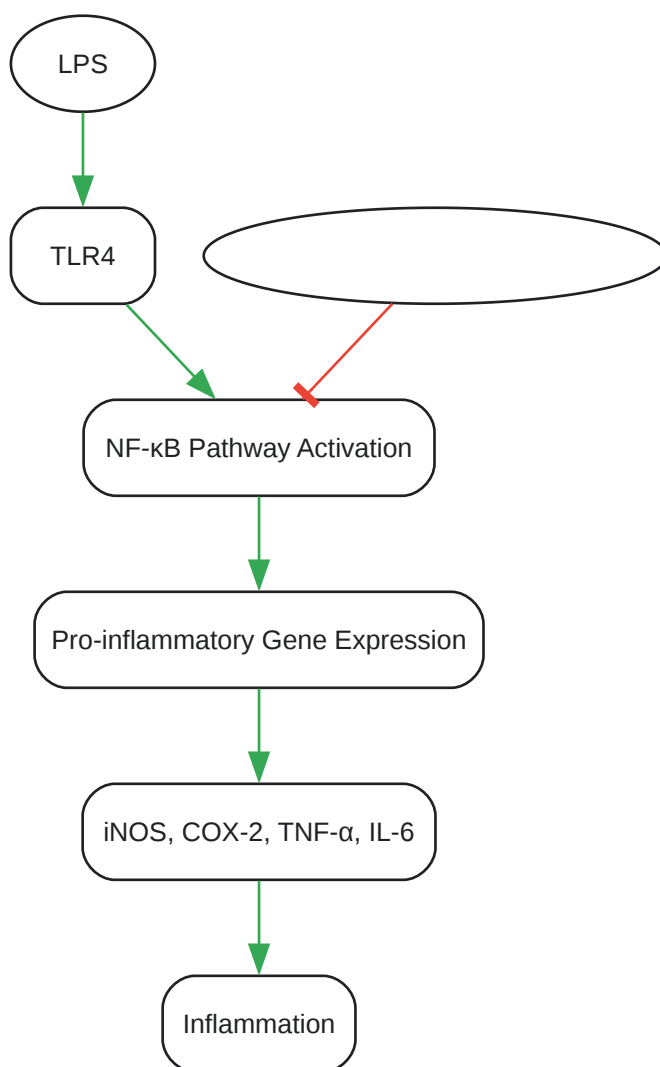 LPS
TLR4
NF-κB Pathway Activation
Pro-inflammatory Gene Expression
iNOS, COX-2, TNF-α, IL-6
Inflammation